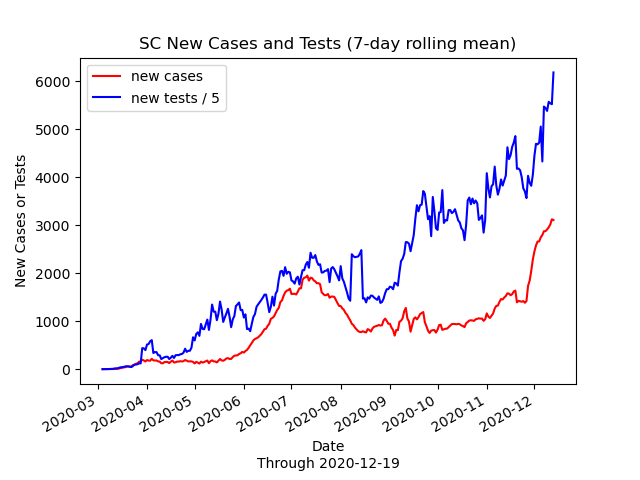 SC New Cases and Tests (7-day rolling mean)
new cases
new tests / 5
New Cases or Tests
6000
5000
4000
3000
2000
1000
0
2020-03
2020-04
2020-05
2020-06
2020-07
2020-08
2020-09
2020-10
2020-11
2020-12
Date
Through 2020-12-19